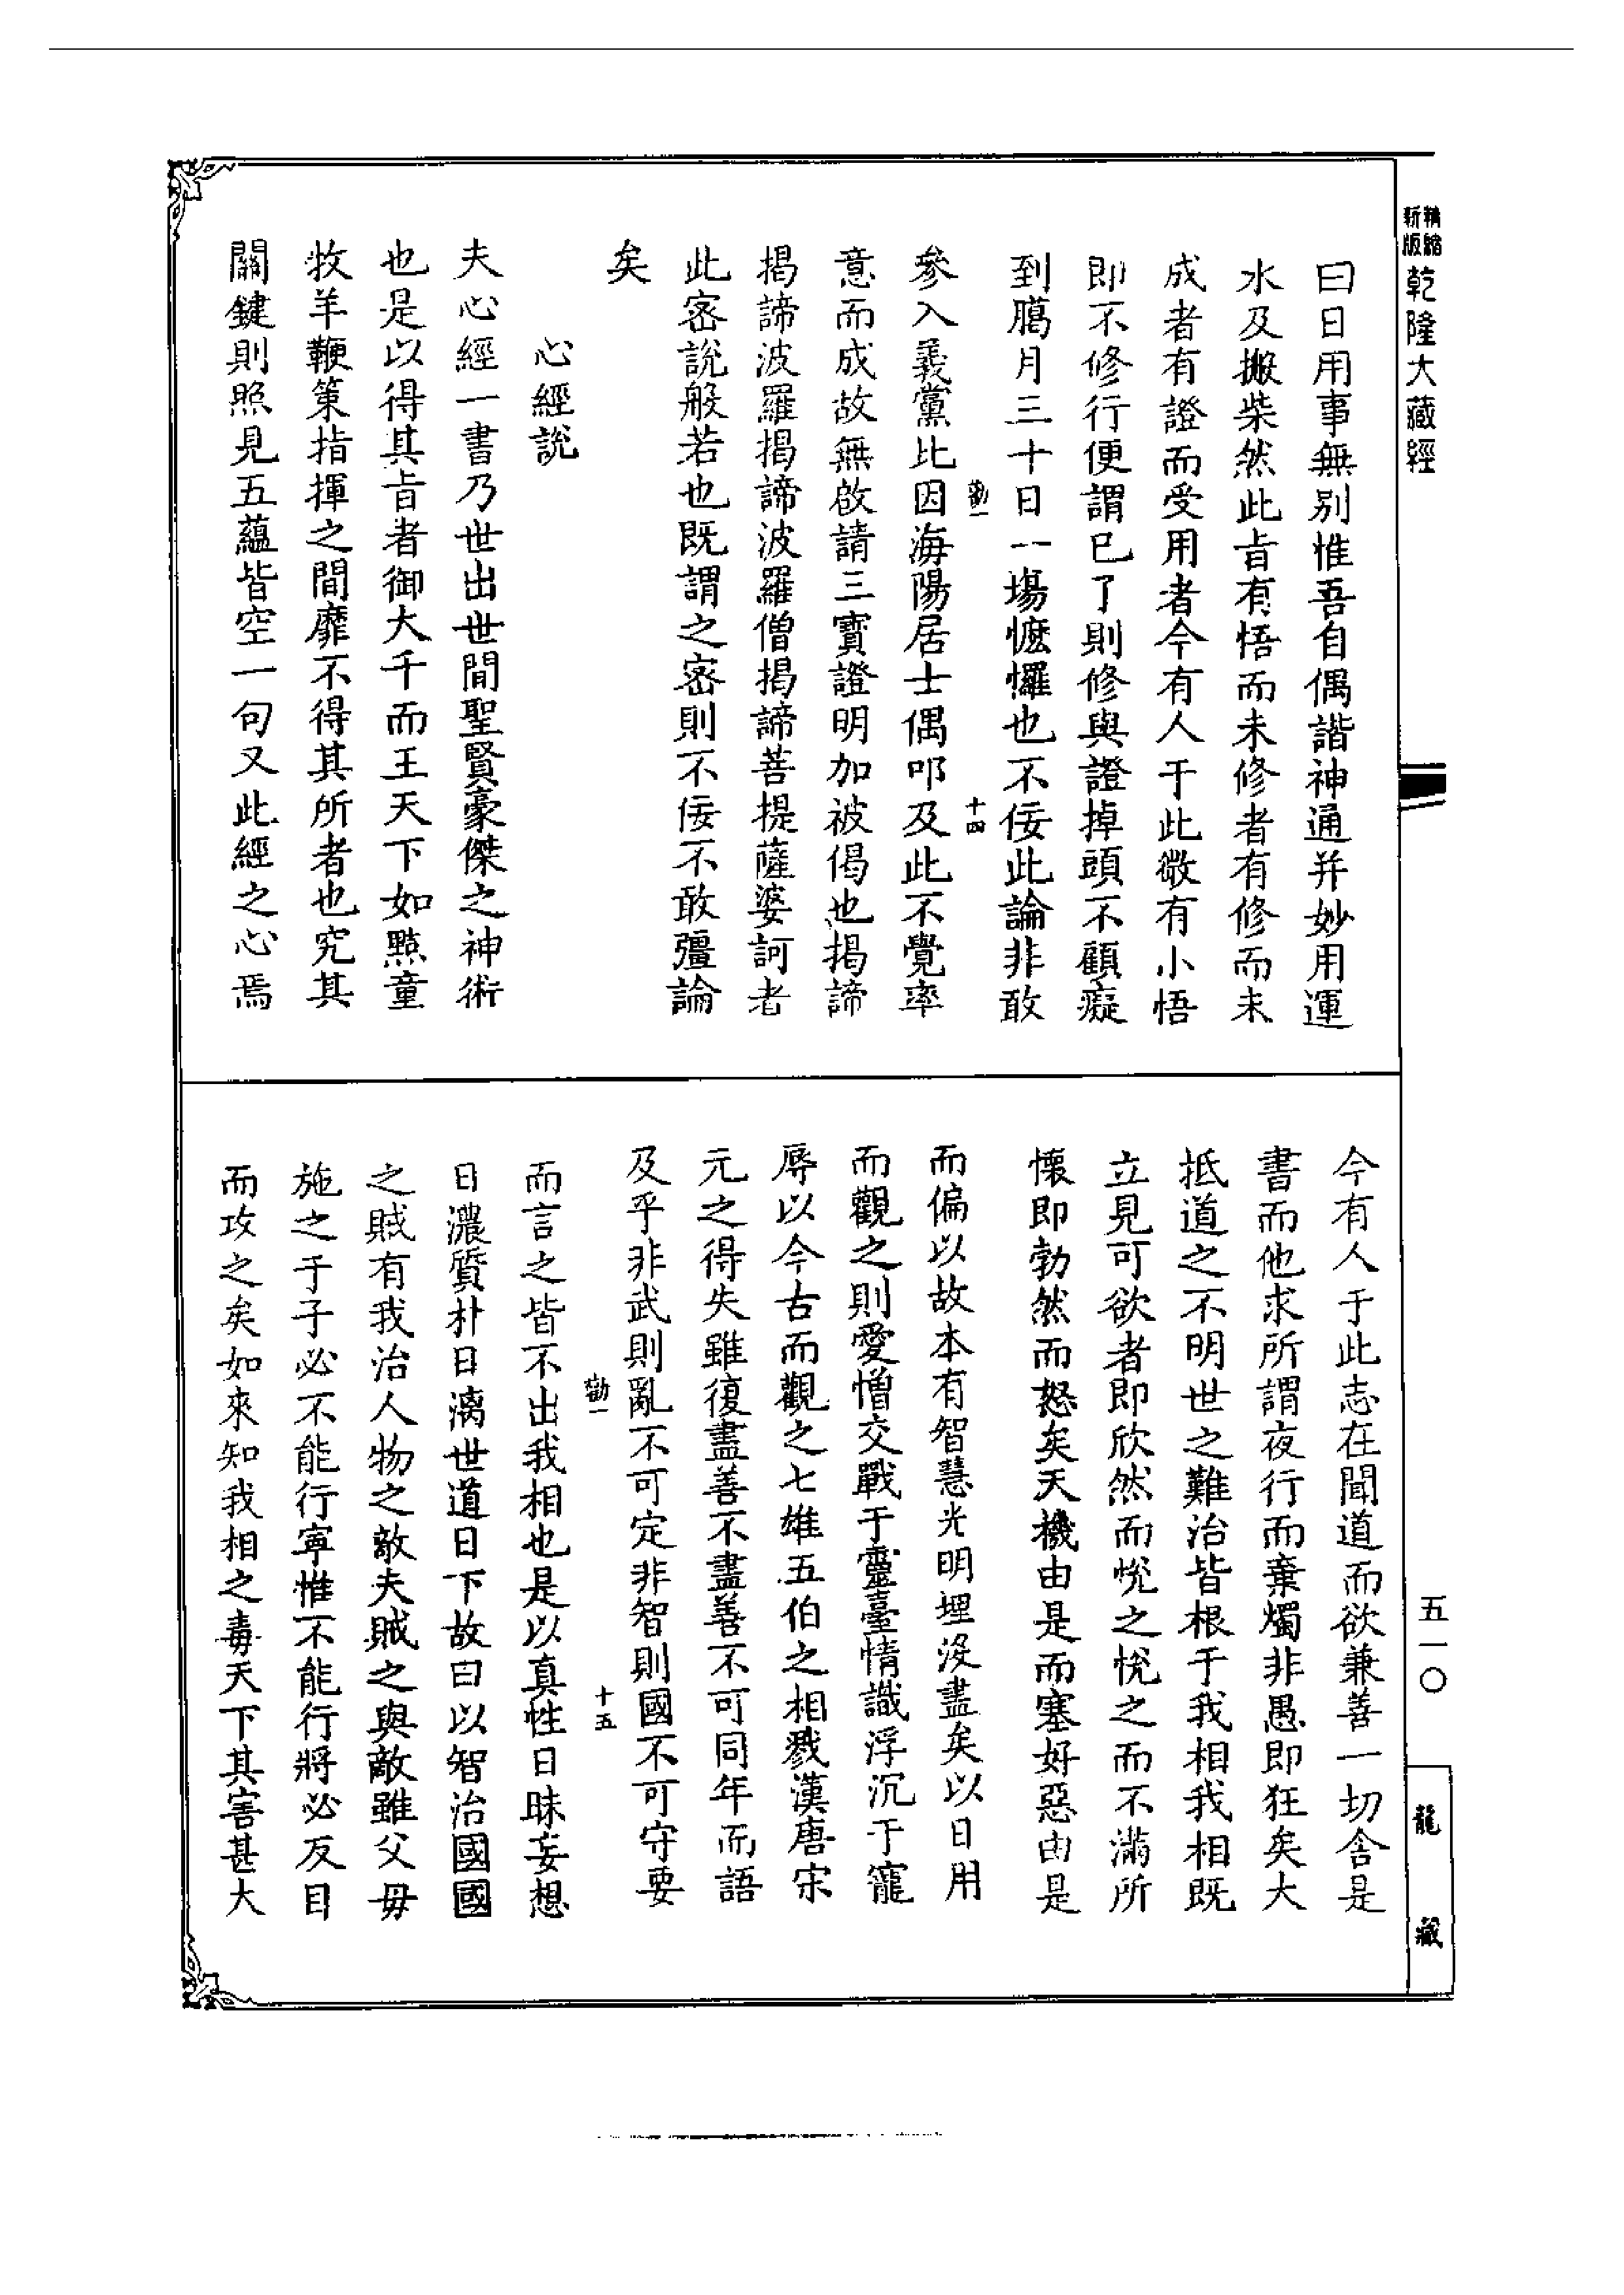 精縮
新版
乾隆大藏經
曰日用事無別惟吾自偶諧神通并妙用運
水及搬柴然此㫖有悟而未修者有修而未
成者有證而受用者今有人于此微有小悟
即不修行便謂已了則修與證掉頭不顧癡
到臈月三十日一場懡㦬也不佞此論非敢
參入義黨此因海陽居士偶叩及此不覺率
勤一
十四
意而成故無啟請三寶證明加被偈也揭諦
揭諦波羅揭諦波羅僧揭諦菩提薩婆訶者
此密說般若也既謂之密則不佞不敢彊論
矣
心經說
夫心經一書乃世出世間聖賢豪傑之神術
也是以得其㫖者御大千而王天下如㸃童
牧羊鞭策指揮之間靡不得其所者也究其
關鍵則照見五蘊皆空一句又此經之心焉
今有人于此志在聞道而欲兼善一切舍是
書而他求所謂夜行而棄燭非愚即狂矣大
抵道之不明世之難治皆根于我相我相既
立見可欲者即欣然而悅之悅之而不滿所
懷即勃然而怒矣天機由是而塞好惡由是
而偏以故本有智慧光明埋沒盡矣以日用
而觀之則愛憎交戰于靈臺情識浮沉于寵
辱以今古而觀之七雄五伯之相戮漢唐宋
元之得失雖復盡善不盡善不可同年而語
及乎非武則亂不可定非智則國不可守要
勤一
十五
而言之皆不出我相也是以真性日昧妄想
日濃質朴日漓世道日下故曰以智治國國
之賊有我治人物之敵夫賊之與敵雖父母
施之于子必不能行寧惟不能行將必反目
而攻之矣如來知我相之毒天下其害甚大
五一〇
龍藏